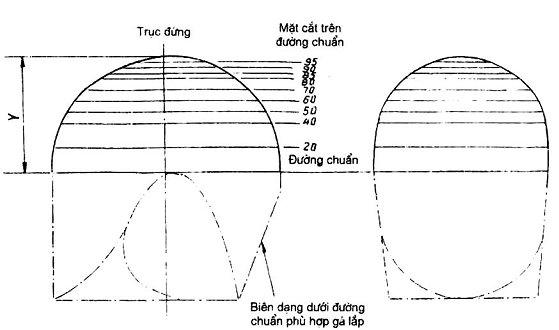 Trục đứng
Mặt cắt trên
đường chuẩn
95
90
85
80
70
60
50
40
20
Đường chuẩn
Y
Biên dạng dưới đường
chuẩn phù hợp gá lắp